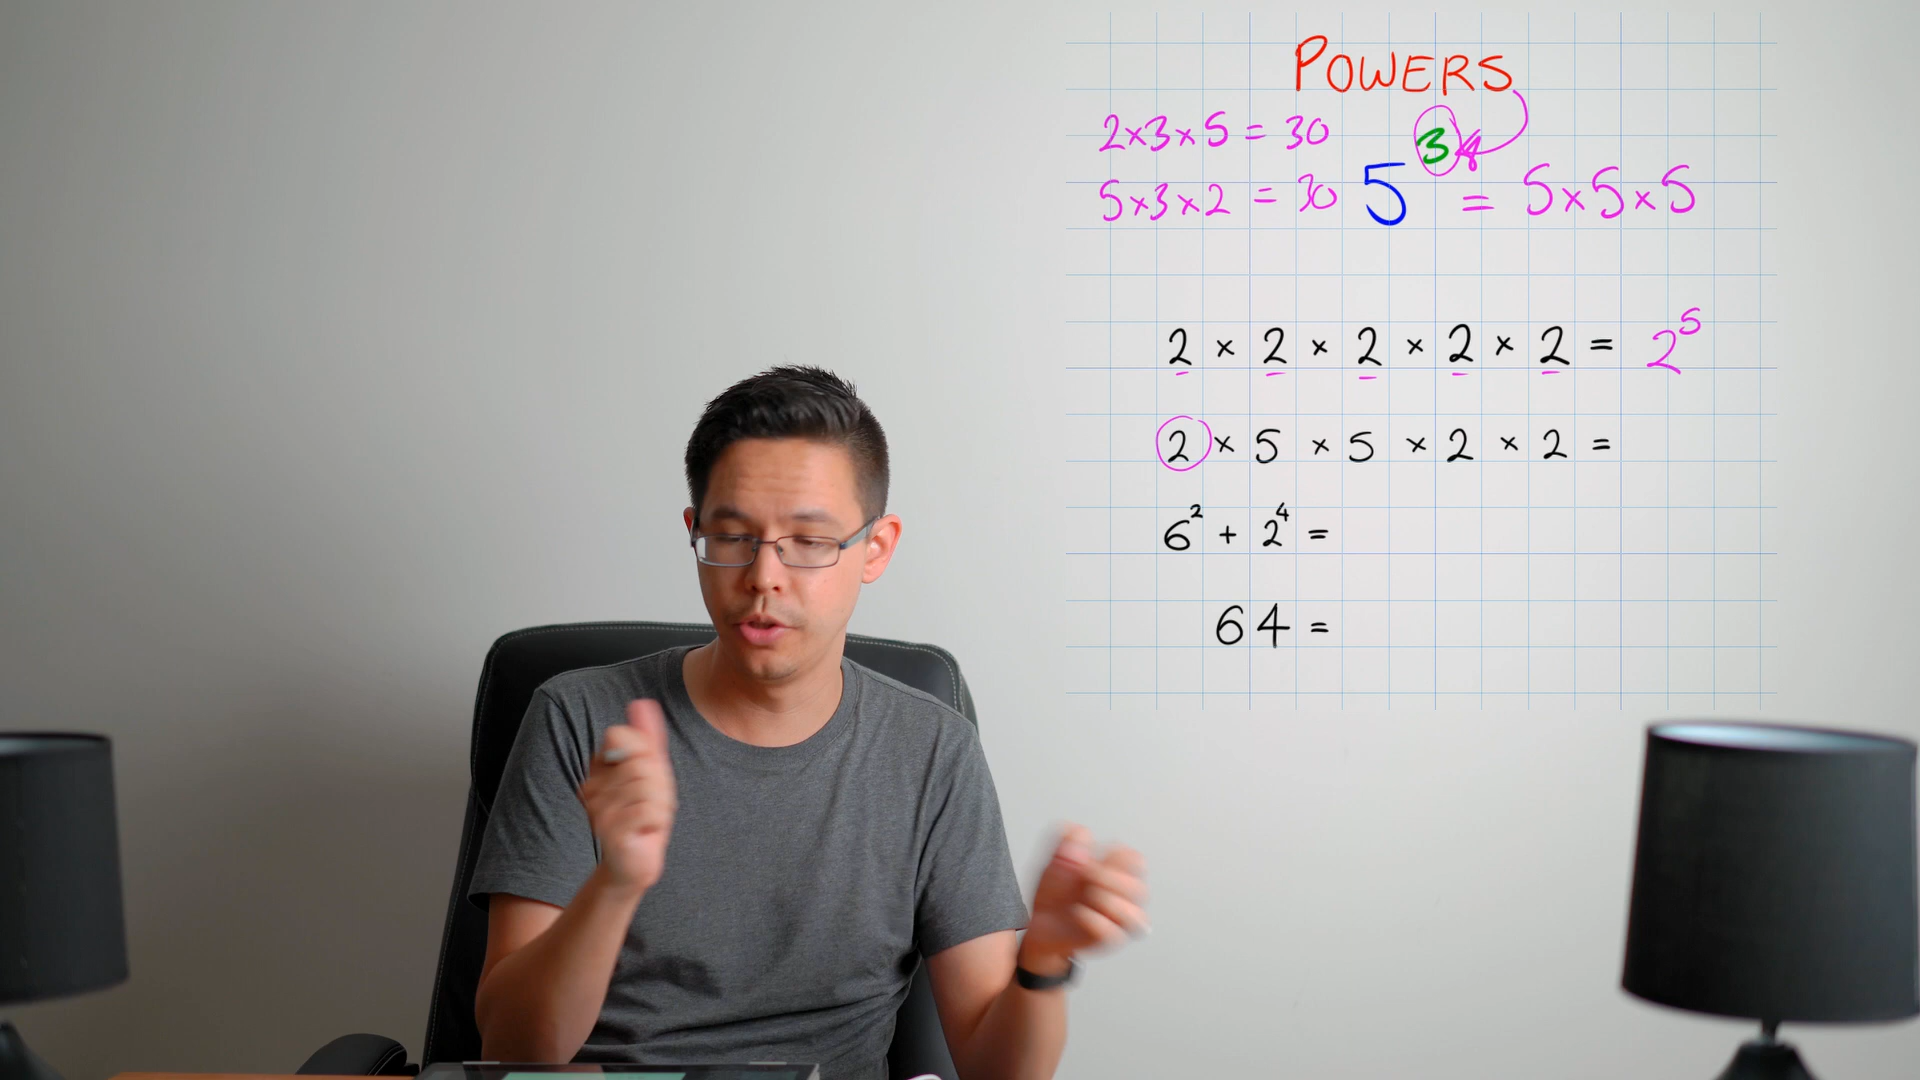 POWERS
2×3×5 = 30
5×3×2 = 30
5³ = 5×5×5
2 × 2 × 2 × 2 × 2 = 2⁵
2 × 5 × 5 × 2 × 2 =
6² + 2⁴ =
64 =